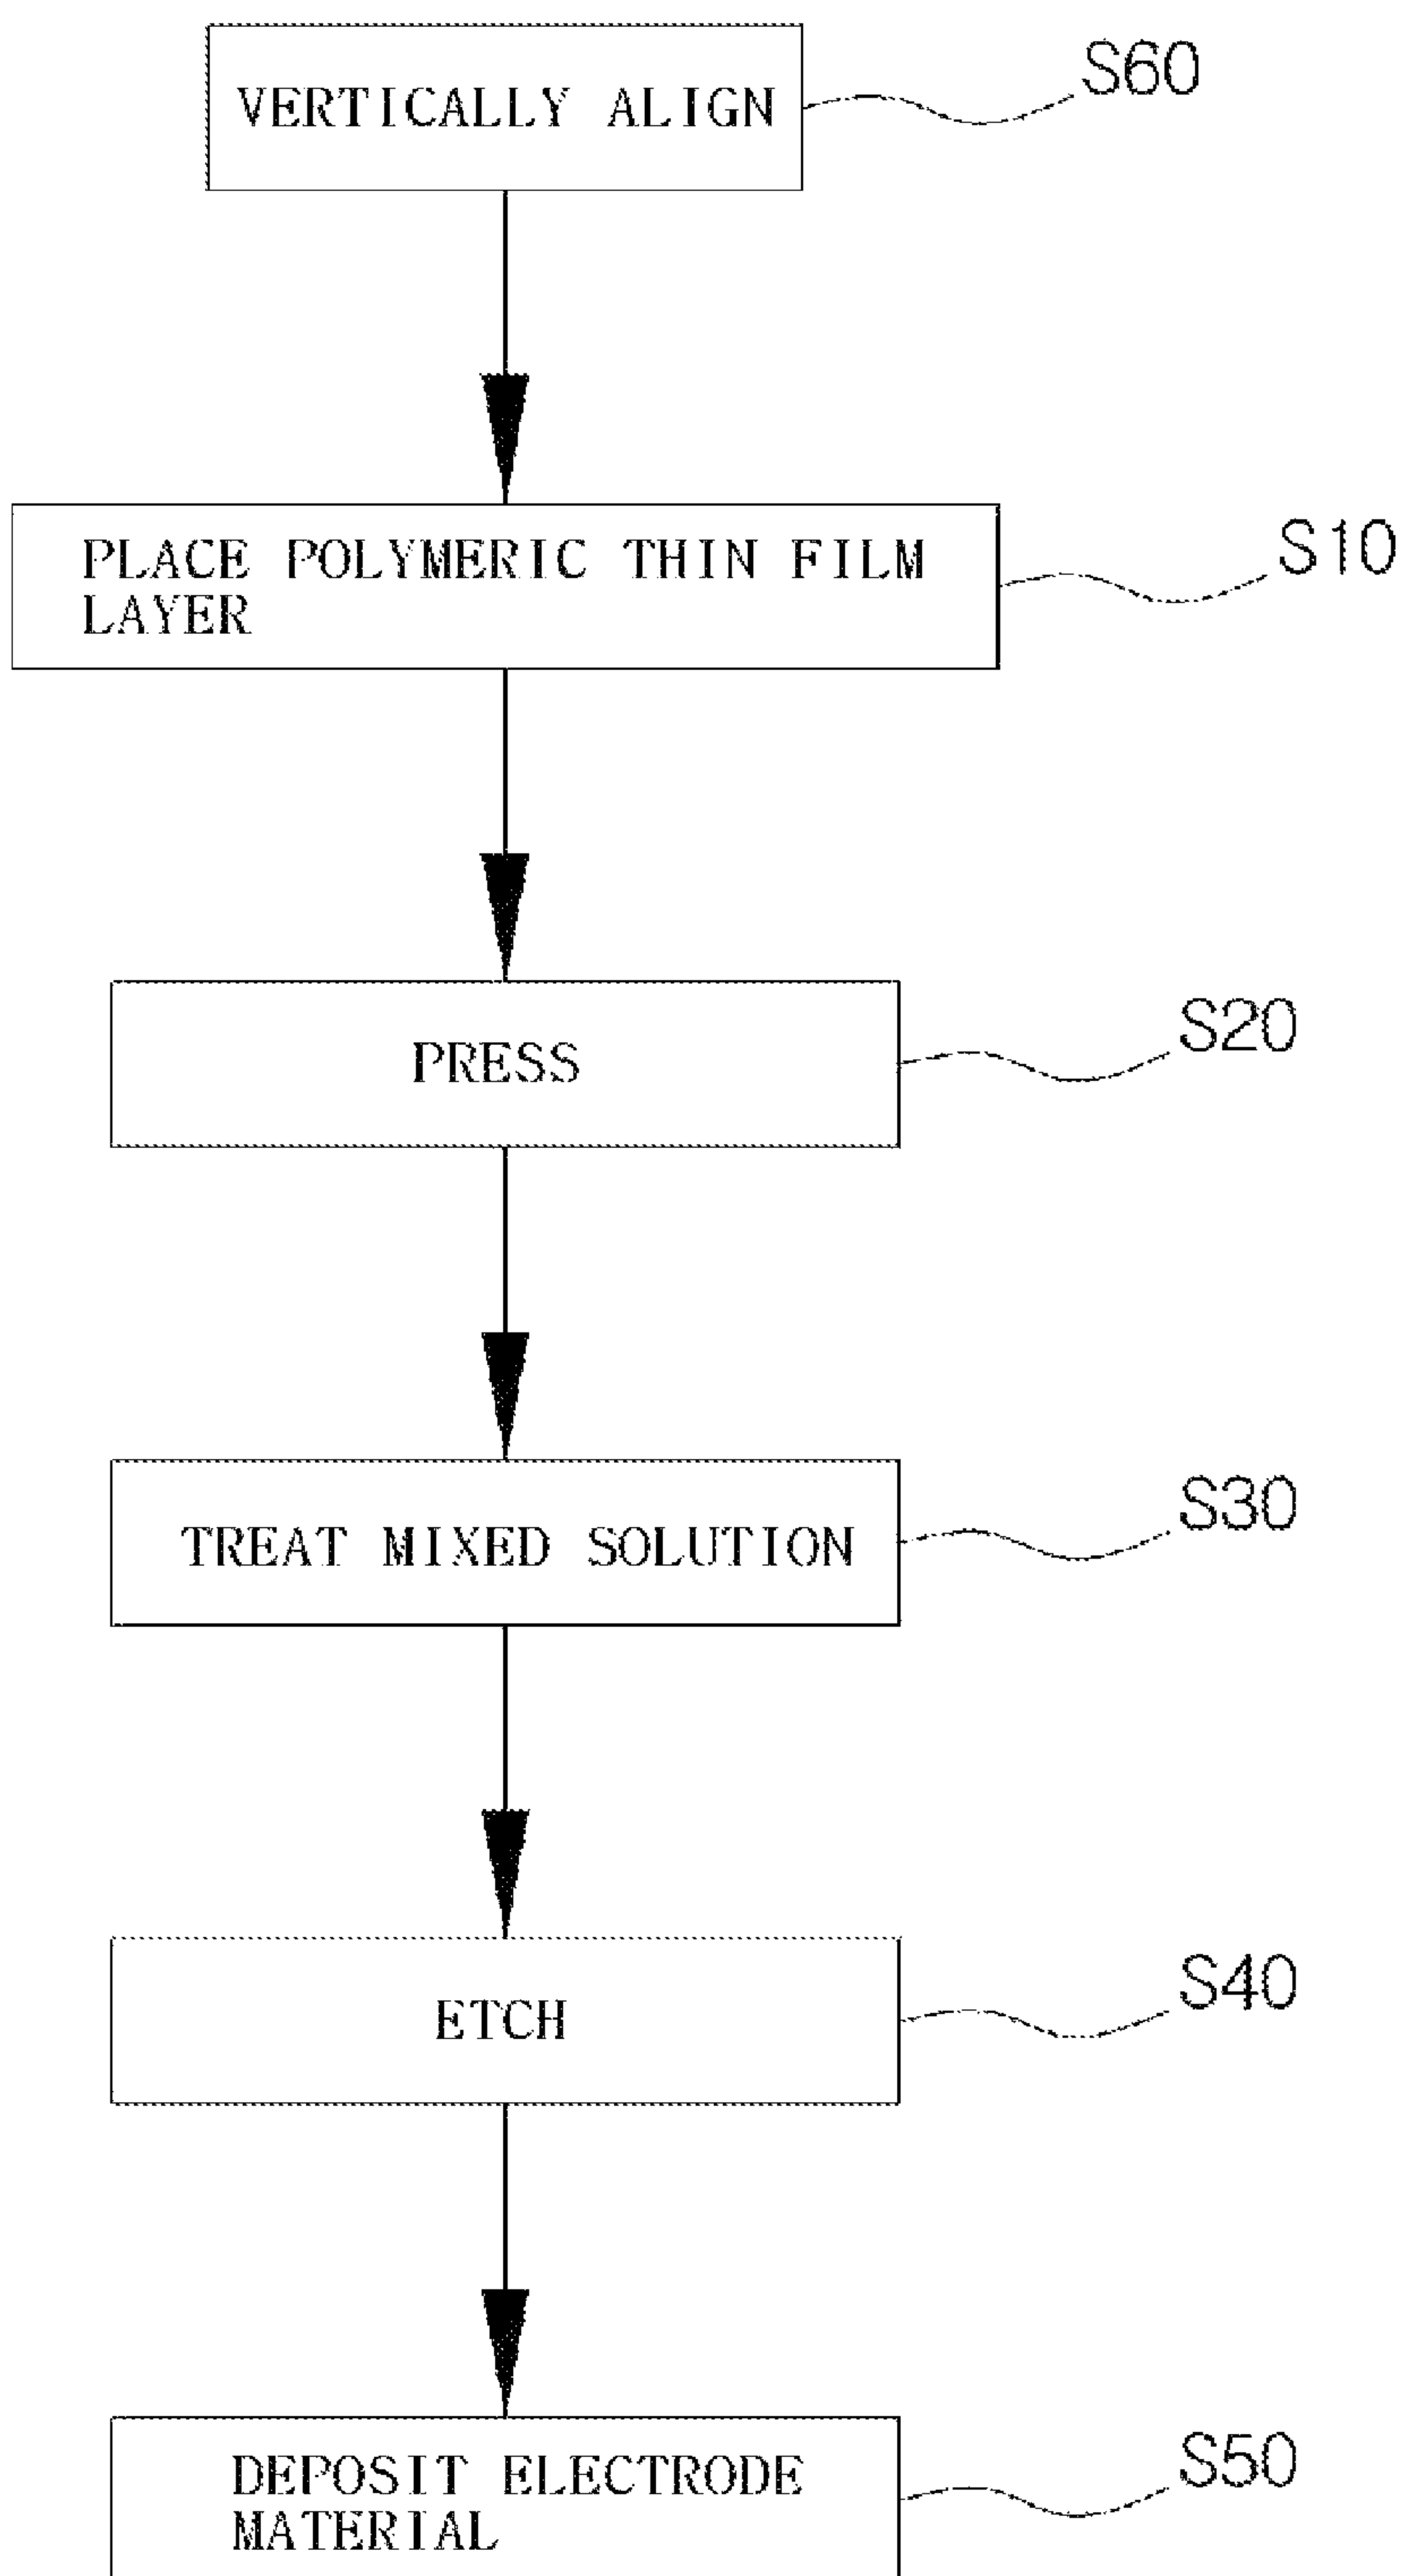 VERTICALLY ALIGN
S60
PLACE POLYMERIC THIN FILM
LAYER
S10
PRESS
S20
TREAT MIXED SOLUTION
S30
ETCH
S40
DEPOSIT ELECTRODE
MATERIAL
S50